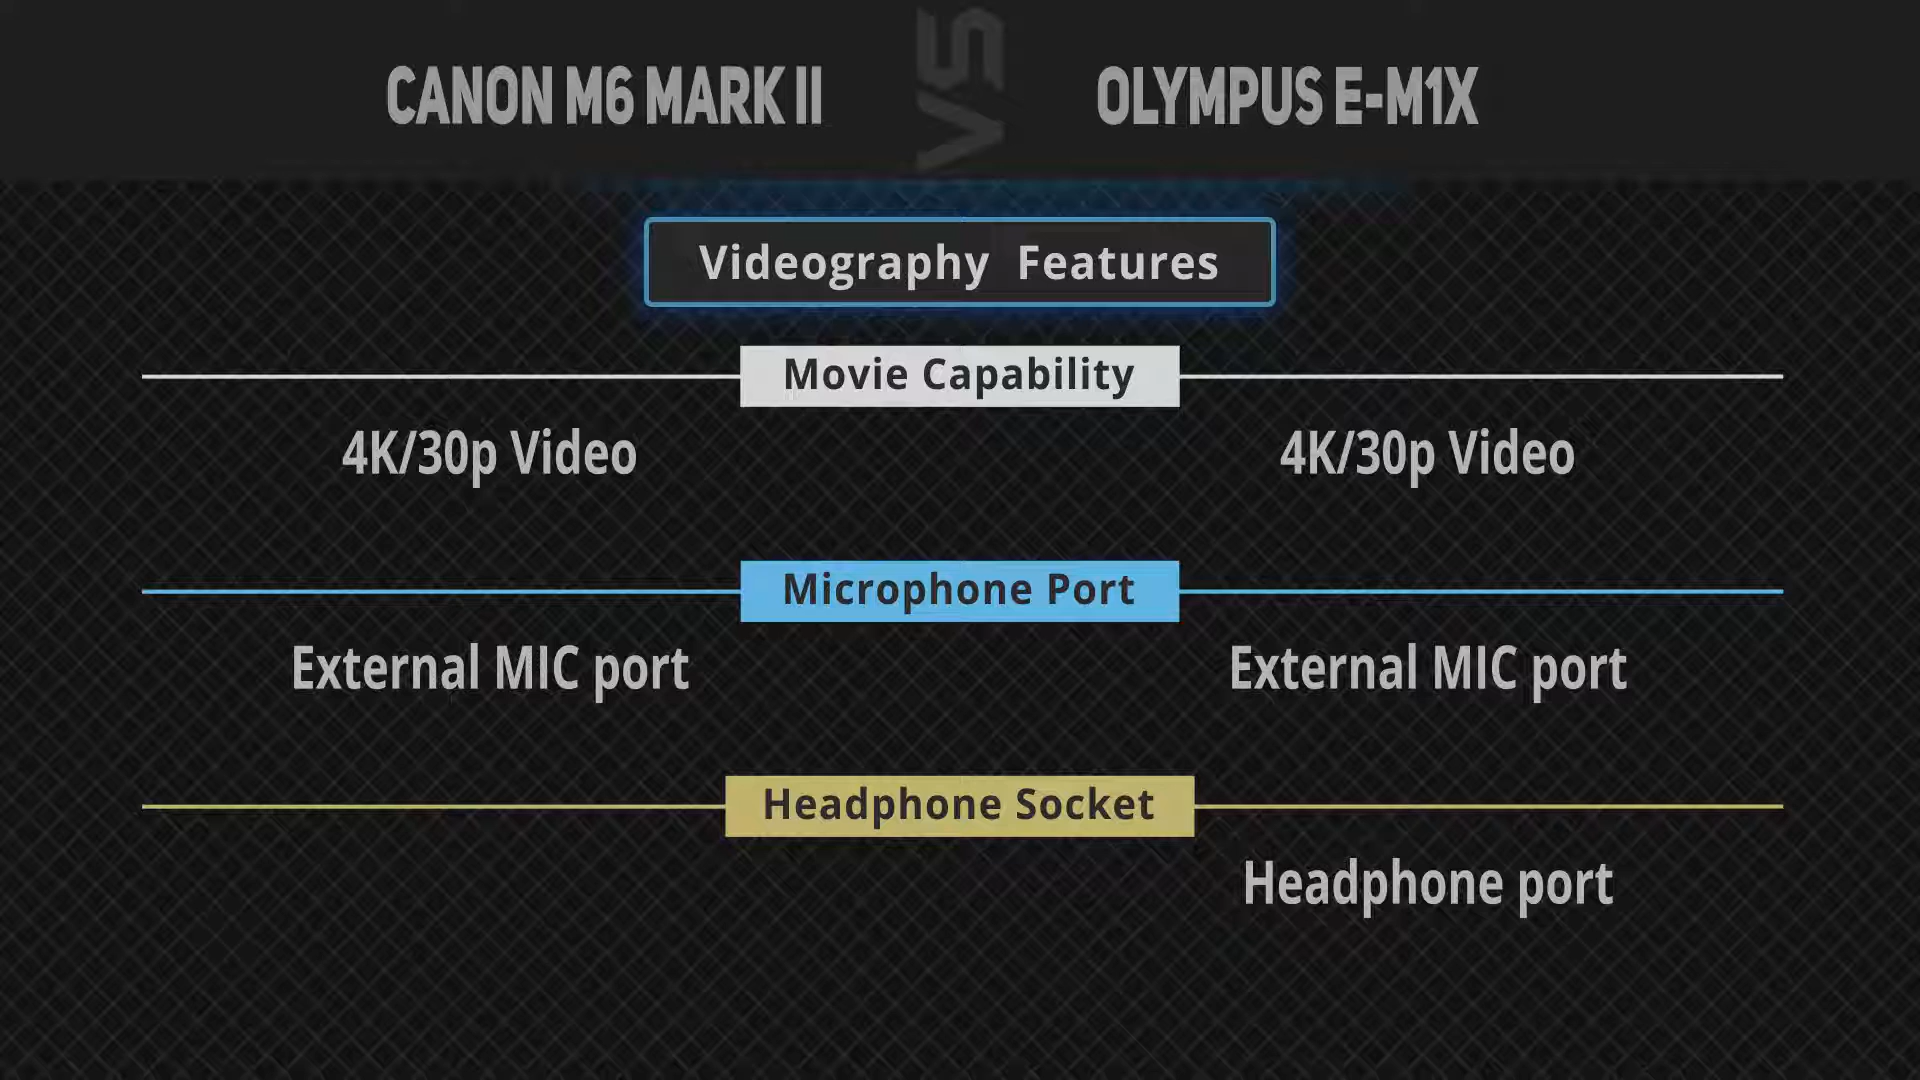 CANON M6 MARK II VS OLYMPUS E-M1X
Videography Features
Movie Capability
4K/30p Video 4K/30p Video
Microphone Port
External MIC port External MIC port
Headphone Socket
Headphone port